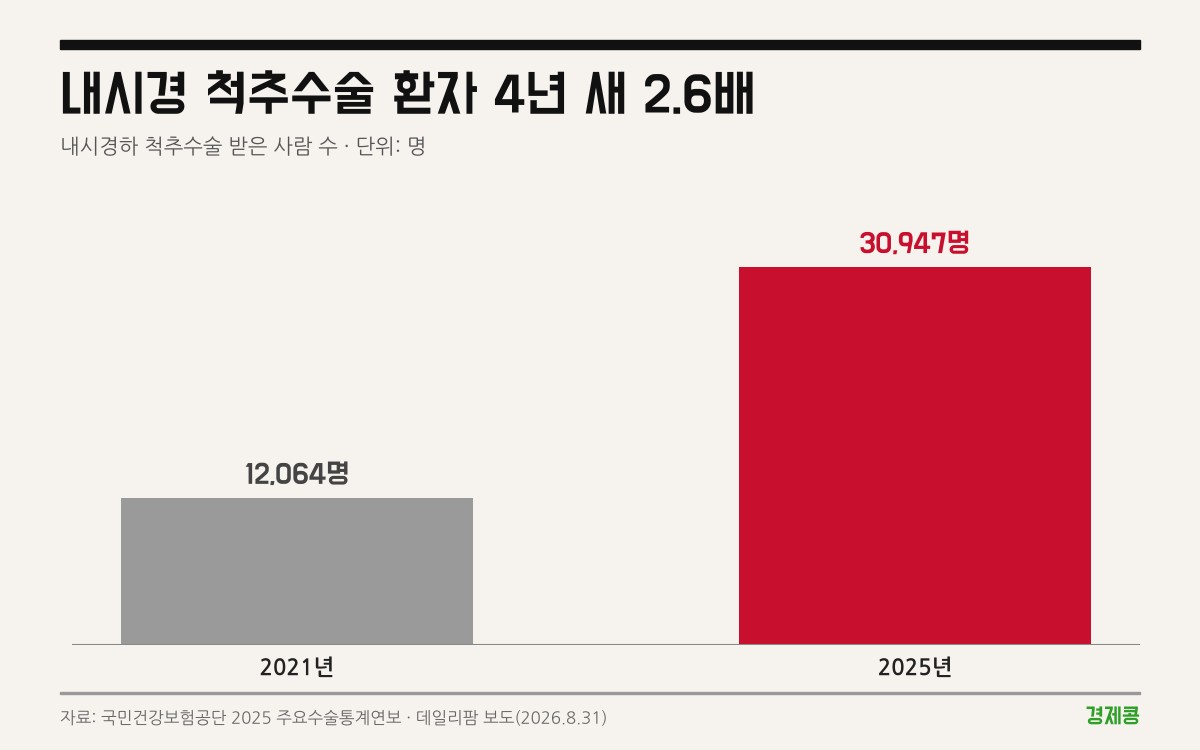 내시경 척추수술 환자 4년 새 2.6배
내시경하 척추수술 받은 사람 수 · 단위: 명
30,947명
12,064명
2021년
2025년
자료: 국민건강보험공단 2025 주요수술통계연보 · 데일리팜 보도(2026.8.31)
경제콩